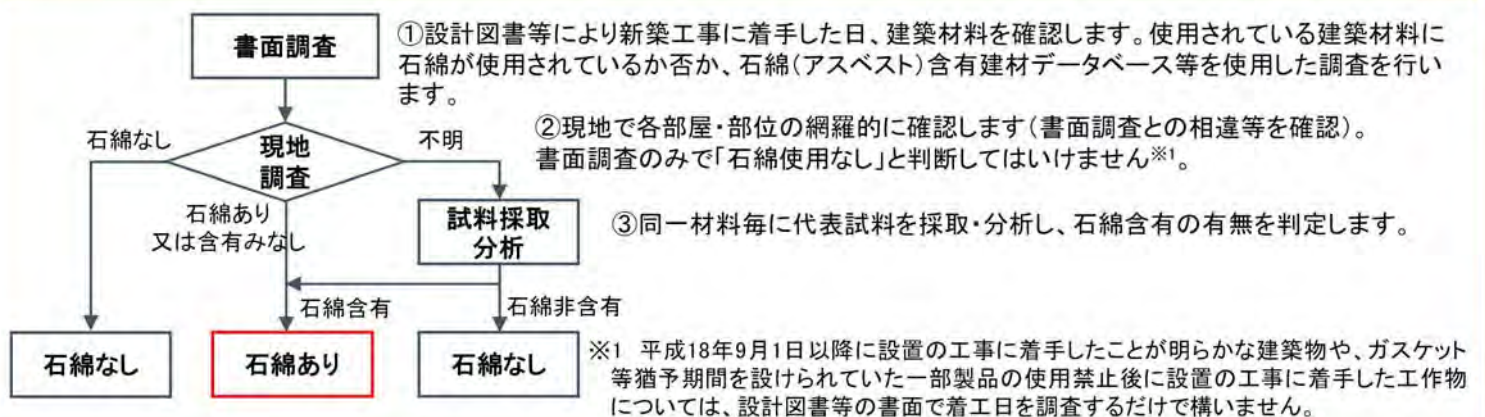 書面調査
①設計図書等により新築工事に着手した日、建築材料を確認します。使用されている建築材料に
石綿が使用されているか否か、石綿(アスベスト)含有建材データベース等を使用した調査を行い
ます。
石綿なし
現地
調査
不明
②現地で各部屋・部位の網羅的に確認します(書面調査との相違等を確認)。
書面調査のみで「石綿使用なし」と判断してはいけません※1。
石綿あり
又は含有みなし
試料採取
分析
③同一材料毎に代表試料を採取・分析し、石綿含有の有無を判定します。
石綿含有
石綿非含有
石綿なし
石綿あり
石綿なし
※1 平成18年9月1日以降に設置の工事に着手したことが明らかな建築物や、ガスケット
等猶予期間を設けられていた一部製品の使用禁止後に設置の工事に着手した工作物
については、設計図書等の書面で着工日を調査するだけで構いません。